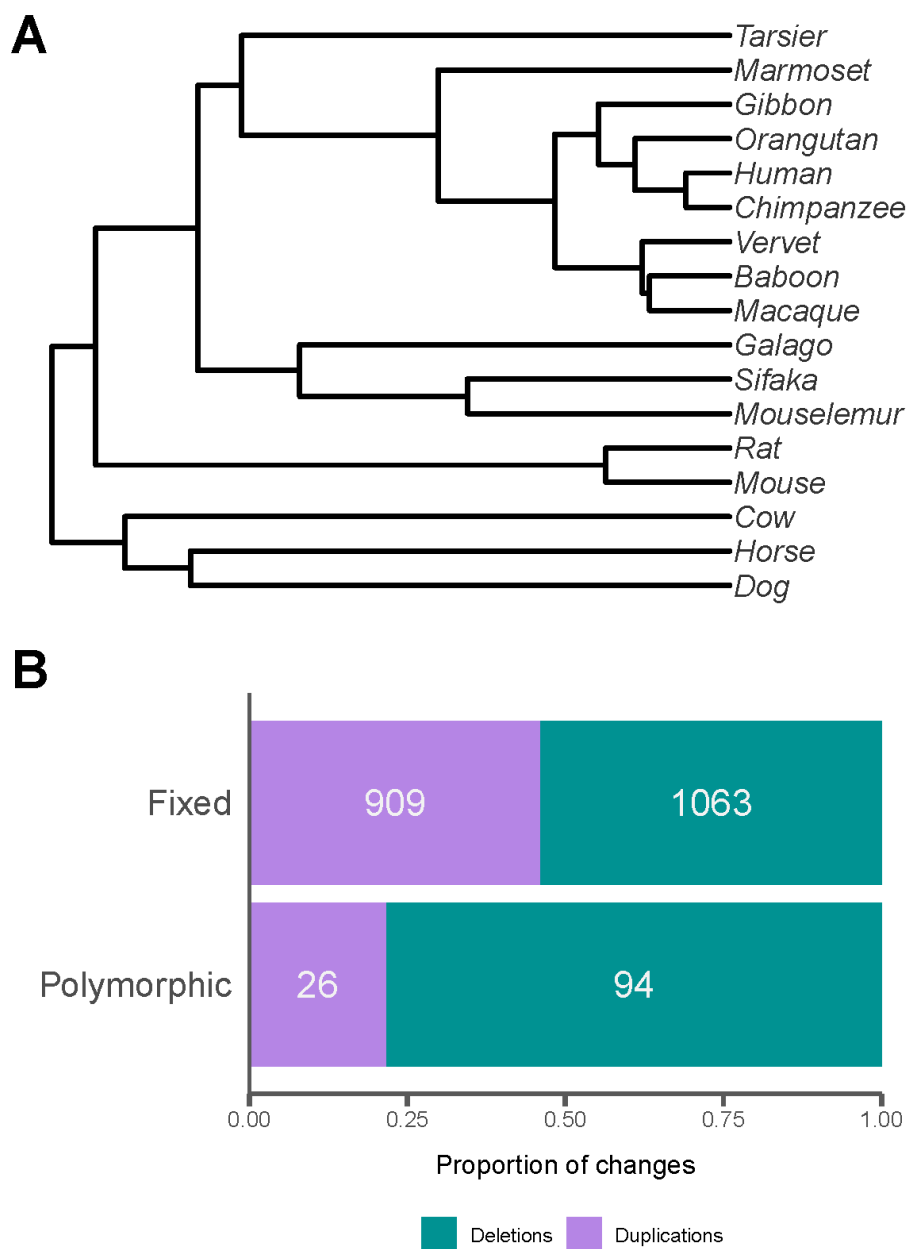 A
Tarsier
Marmoset
Gibbon
Orangutan
Human
Chimpanzee
Vervet
Baboon
Macaque
Galago
Sifaka
Mouselemur
Rat
Mouse
Cow
Horse
Dog
B
Fixed
909 1063
Polymorphic
26 94
0.00 0.25 0.50 0.75 1.00
Proportion of changes
Deletions Duplications